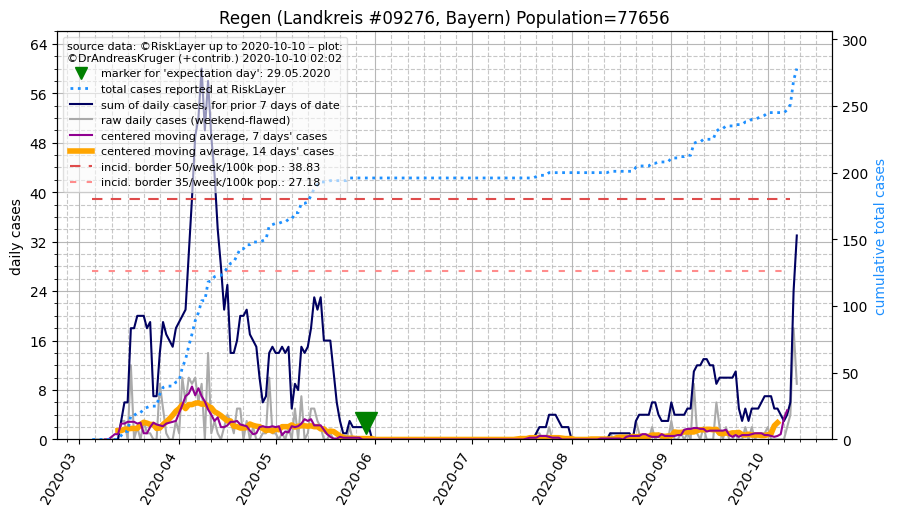 Regen (Landkreis #09276, Bayern) Population=77656
source data: ©RiskLayer up to 2020-10-10 – plot:
©DrAndreasKruger (+contrib.) 2020-10-10 02:02
marker for 'expectation day': 29.05.2020
total cases reported at RiskLayer
sum of daily cases, for prior 7 days of date
raw daily cases (weekend-flawed)
centered moving average, 7 days' cases
centered moving average, 14 days' cases
incid. border 50/week/100k pop.: 38.83
incid. border 35/week/100k pop.: 27.18
daily cases
64
56
48
40
32
24
16
8
0
cumulative total cases
300
250
200
150
100
50
0
2020-03
2020-04
2020-05
2020-06
2020-07
2020-08
2020-09
2020-10